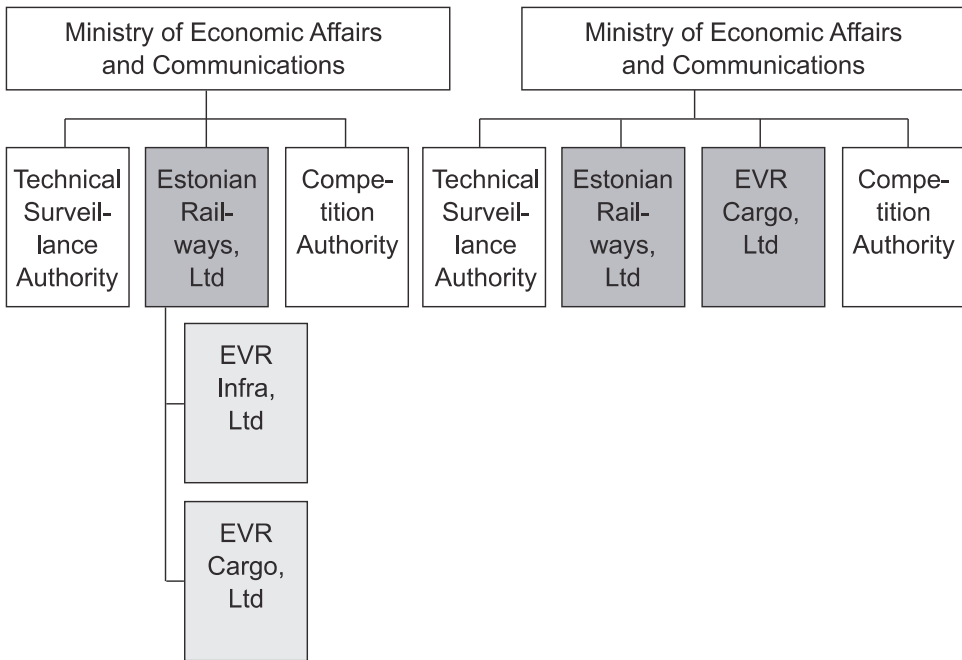 Ministry of Economic Affairs
and Communications
Technical
Surveil-
lance
Authority
Estonian
Rail-
ways,
Ltd
Compe-
tition
Authority
EVR
Infra,
Ltd
EVR
Cargo,
Ltd
Ministry of Economic Affairs
and Communications
Technical
Surveil-
lance
Authority
Estonian
Rail-
ways,
Ltd
EVR
Cargo,
Ltd
Compe-
tition
Authority